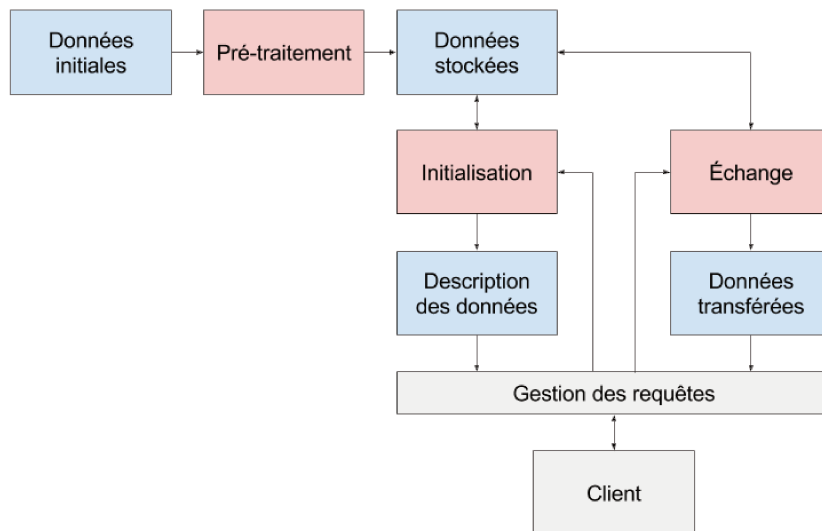 Données
initiales
Pré-traitement
Données
stockées
Initialisation
Échange
Description
des données
Données
transférées
Gestion des requêtes
Client